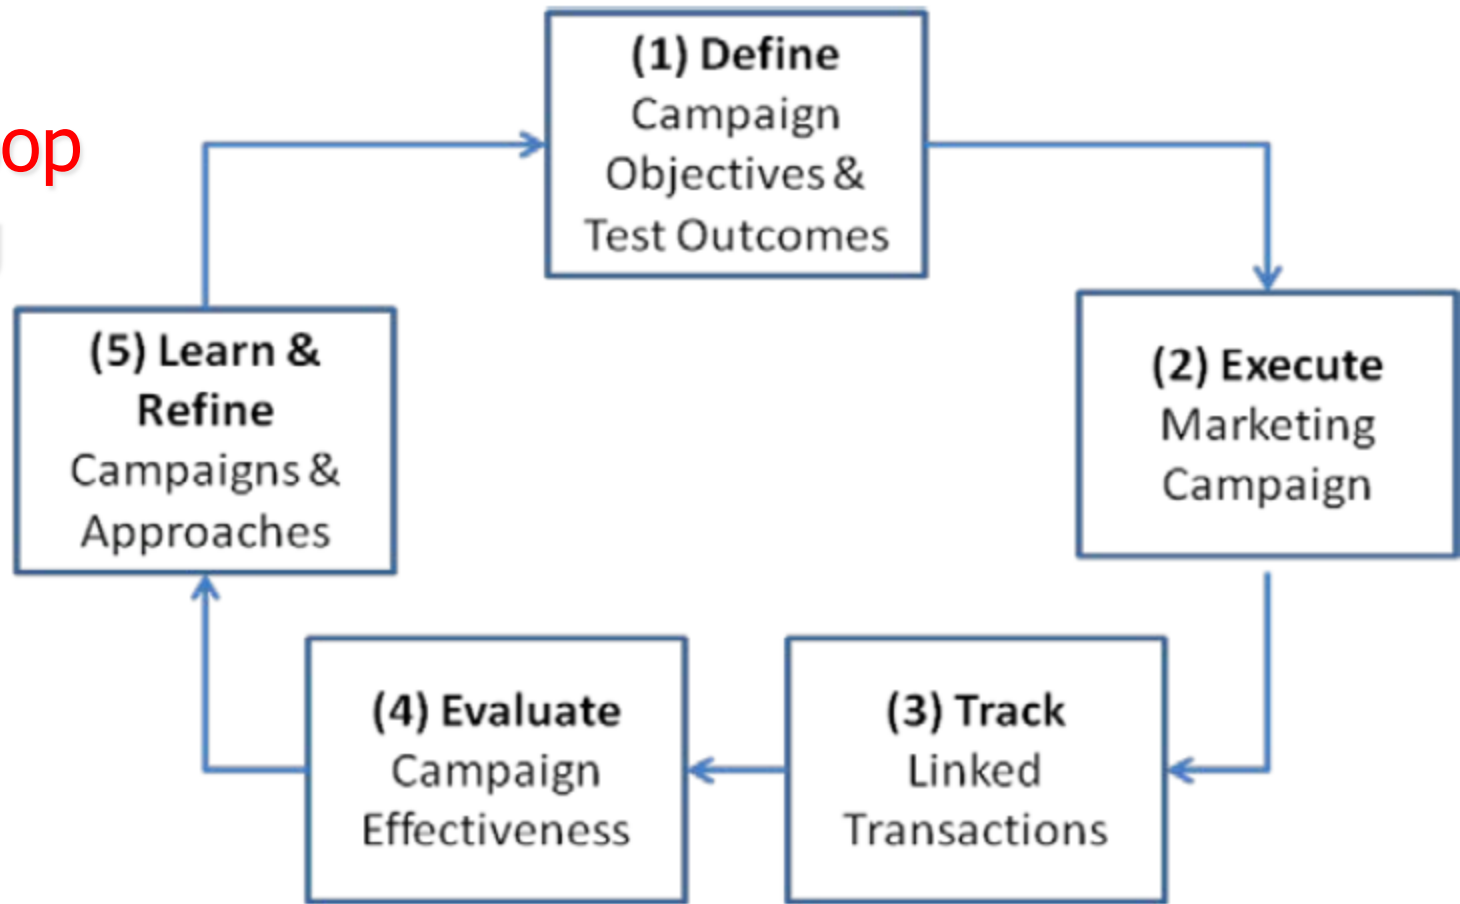 op
(1) Define
Campaign
Objectives &
Test Outcomes
(2) Execute
Marketing
Campaign
(3) Track
Linked
Transactions
(4) Evaluate
Campaign
Effectiveness
(5) Learn &
Refine
Campaigns &
Approaches